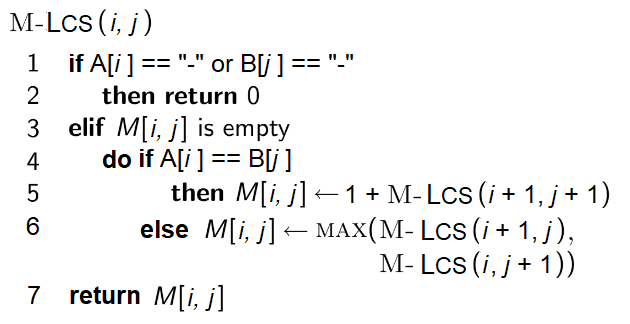 M-LCS(i, j)
1 if A[i] == "-" or B[j] == "-"
2 then return 0
3 elif M[i, j] is empty
4 do if A[i] == B[j]
5 then M[i, j] ← 1 + M-LCS(i + 1, j + 1)
6 else M[i, j] ← MAX(M-LCS(i + 1, j),
M-LCS(i, j + 1))
7 return M[i, j]